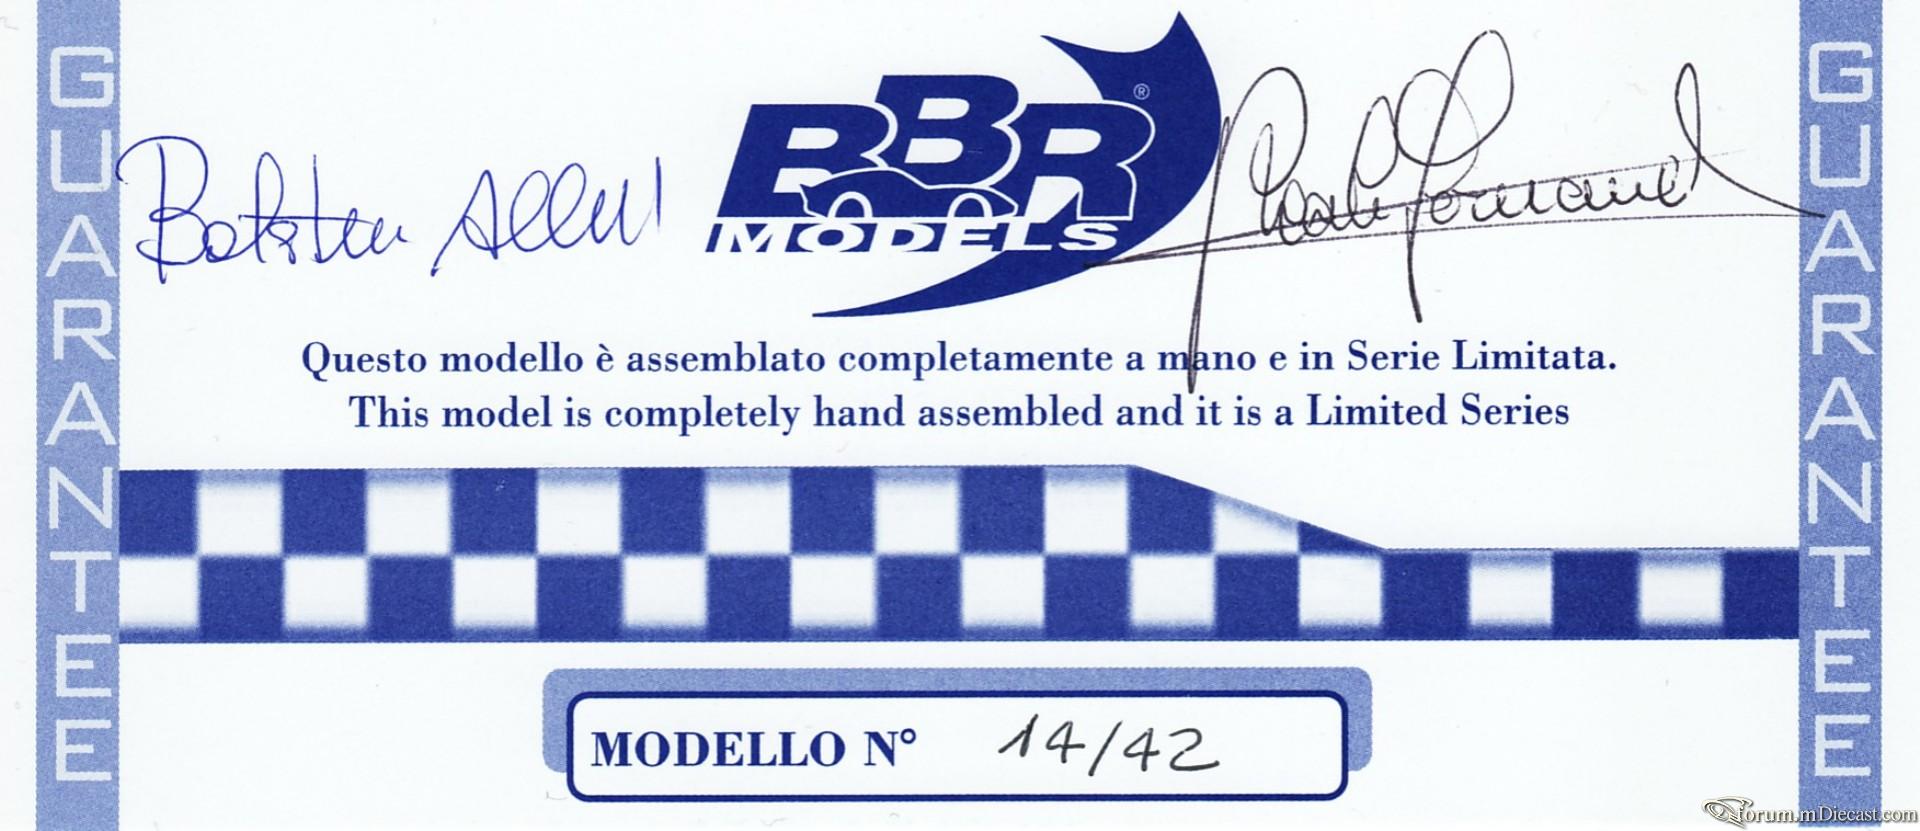 GUARANTEE
BBR®
MODELS
Questo modello è assemblato completamente a mano e in Serie Limitata.
This model is completely hand assembled and it is a Limited Series
MODELLO N° 14/42
GUARANTEE
forum.mDiecast.com